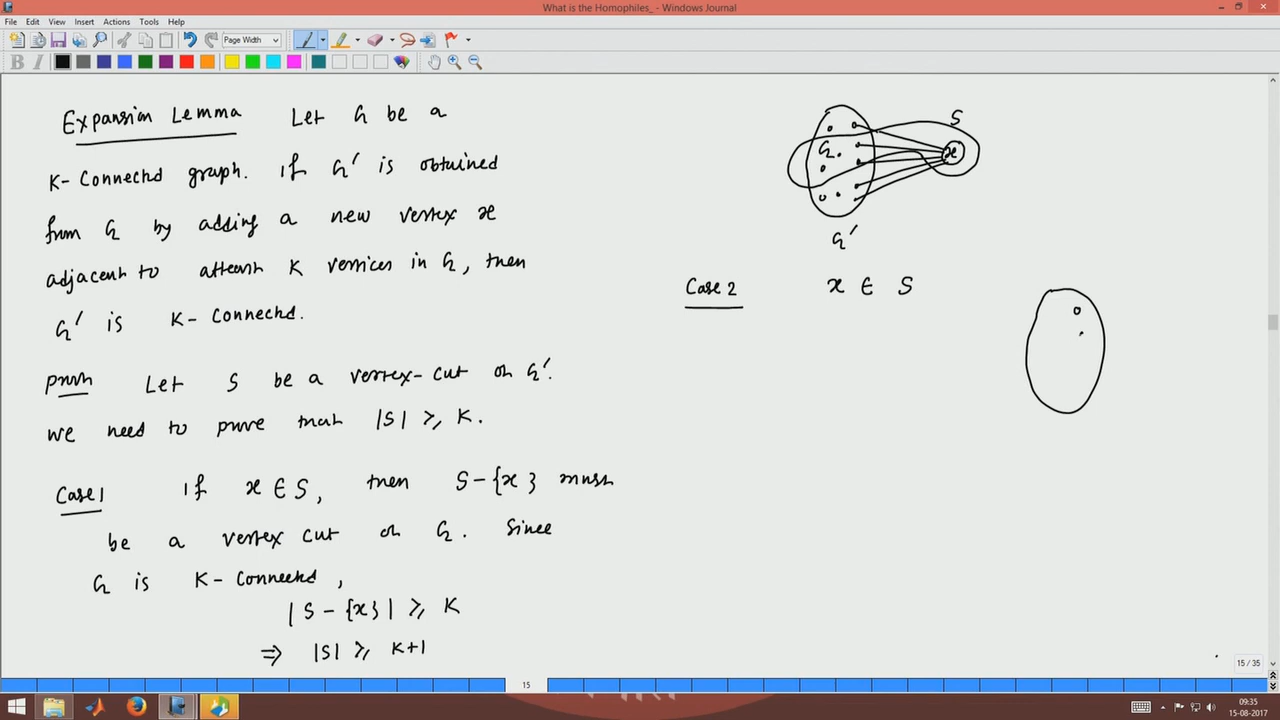 What is the Homophiles_ - Windows Journal
File Edit View Insert Actions Tools Help
Page Width
B I
Expansion Lemma Let G be a
K-Connected graph. If G′ is obtained
from G by adding a new vertex x
adjacent to atleast K vertices in G, then
G′ is K-Connected.
proof Let S be a vertex-cut of G′.
we need to prove that |S| ≥ K.
Case 1 If x ∈ S, then S-{x} must
be a vertex cut of G. Since
G is K-Connected,
|S-{x}| ≥ K
⇒ |S| ≥ K+1
S
G
x
G′
Case 2 x ∈ S
15 / 35
15
09:35
15-08-2017